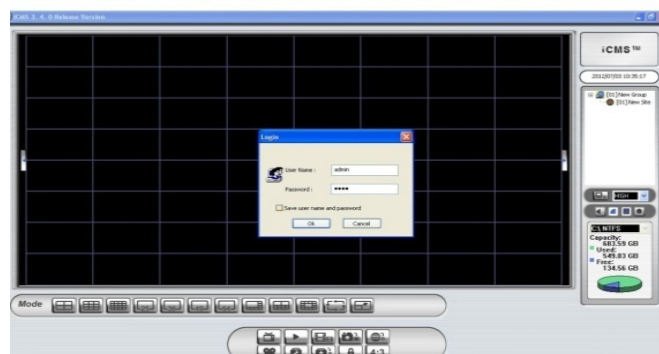 iCMS 2. 4. 0 Release Version
iCMS™
2012/07/03 10:35:17
[01]New Group
[01]New Site
Login
User Name :
admin
Password :
Save user name and password
Ok
Cancel
HIGH
C:\,NTFS
Capacity:
683.59 GB
Used:
549.03 GB
Free:
134.56 GB
Mode
4:3